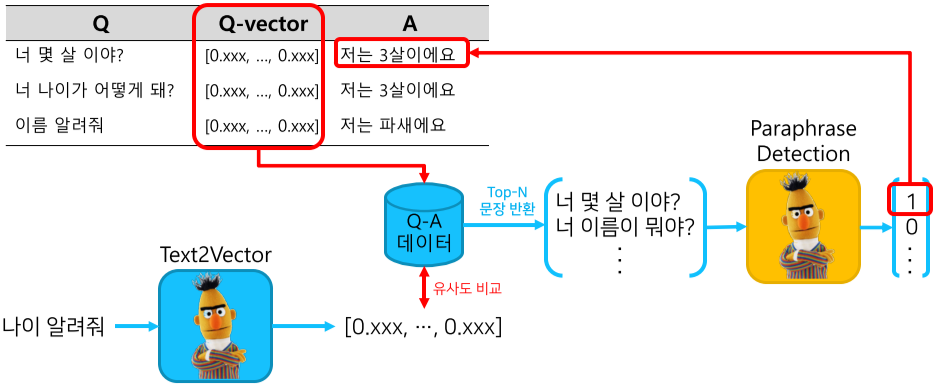 Q Q-vector A
너 몇 살 이야? [0.xxx, ..., 0.xxx] 저는 3살이에요
너 나이가 어떻게 돼? [0.xxx, ..., 0.xxx] 저는 3살이에요
이름 알려줘 [0.xxx, ..., 0.xxx] 저는 파새에요
Paraphrase
Detection
Top-N
문장 반환
너 몇 살 이야?
너 이름이 뭐야?
⋮
1
0
⋮
Q-A
데이터
Text2Vector
유사도 비교
나이 알려줘
[0.xxx, ⋯, 0.xxx]